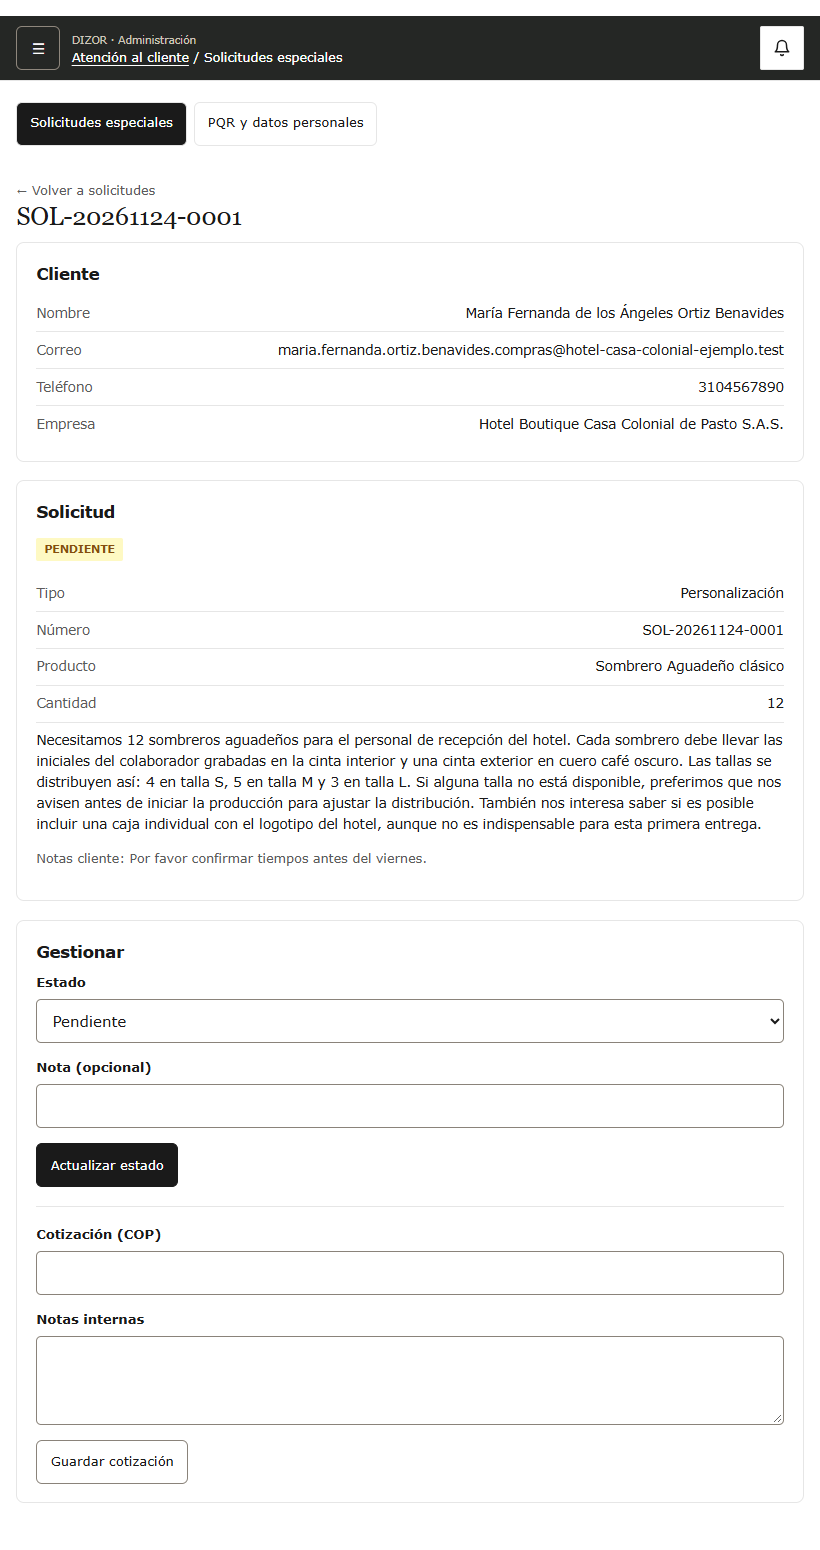 ☰
DIZOR · Administración
Atención al cliente / Solicitudes especiales
Solicitudes especiales
PQR y datos personales
← Volver a solicitudes
SOL-20261124-0001
Cliente
Nombre
María Fernanda de los Ángeles Ortiz Benavides
Correo
maria.fernanda.ortiz.benavides.compras@hotel-casa-colonial-ejemplo.test
Teléfono
3104567890
Empresa
Hotel Boutique Casa Colonial de Pasto S.A.S.
Solicitud
PENDIENTE
Tipo
Personalización
Número
SOL-20261124-0001
Producto
Sombrero Aguadeño clásico
Cantidad
12
Necesitamos 12 sombreros aguadeños para el personal de recepción del hotel. Cada sombrero debe llevar las
iniciales del colaborador grabadas en la cinta interior y una cinta exterior en cuero café oscuro. Las tallas se
distribuyen así: 4 en talla S, 5 en talla M y 3 en talla L. Si alguna talla no está disponible, preferimos que nos
avisen antes de iniciar la producción para ajustar la distribución. También nos interesa saber si es posible
incluir una caja individual con el logotipo del hotel, aunque no es indispensable para esta primera entrega.
Notas cliente: Por favor confirmar tiempos antes del viernes.
Gestionar
Estado
Pendiente
Nota (opcional)
Actualizar estado
Cotización (COP)
Notas internas
Guardar cotización